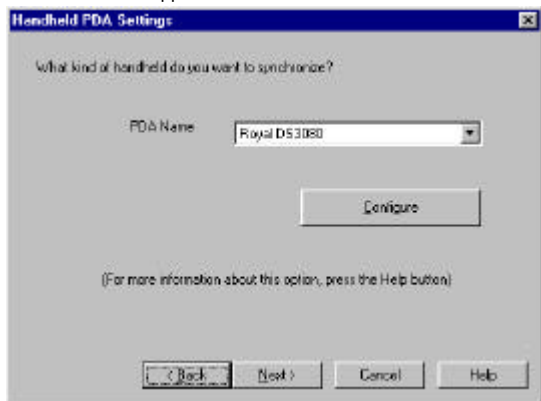 Handheld PDA Settings
What kind of handheld do you want to synchronize?
PDA Name
Royal DS3080
Configure
(For more information about this option, press the Help button)
< Back
Next >
Cancel
Help